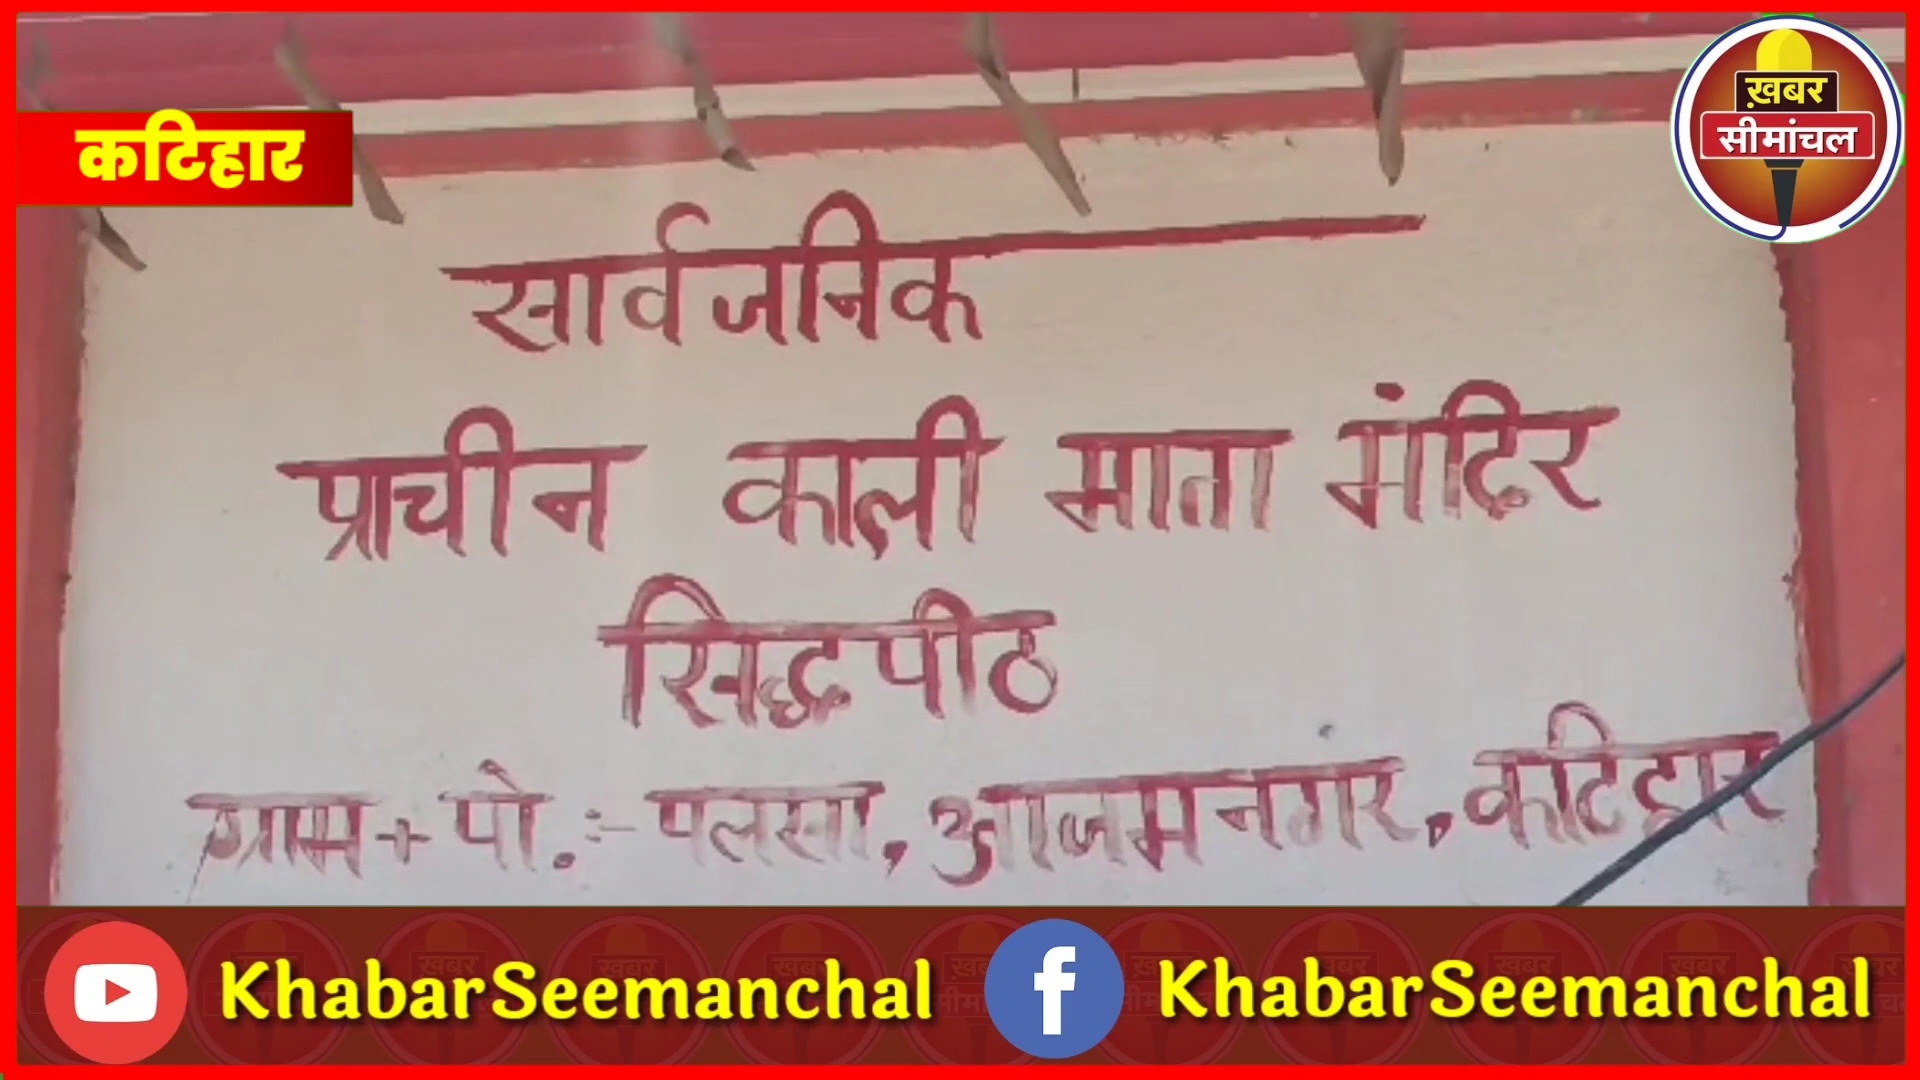 कटिहार
ख़बर
सीमांचल
सार्वजनिक
प्राचीन काली माता मंदिर
सिद्धपीठ
ग्राम + पो. :- पलसा, आजमनगर, कटिहार
KhabarSeemanchal KhabarSeemanchal